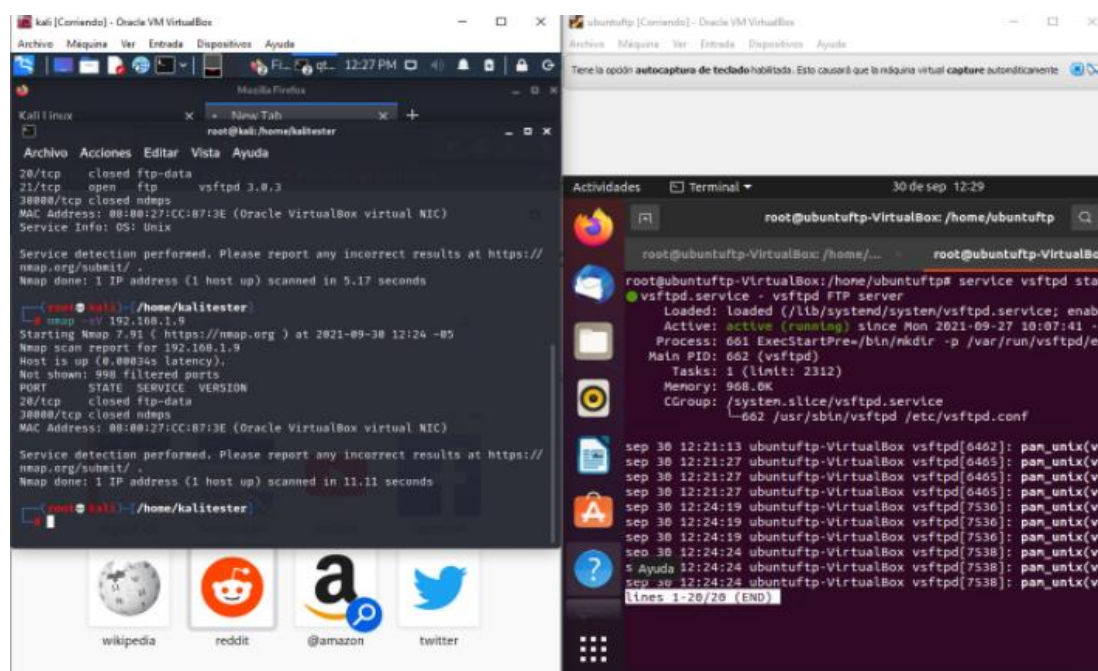 kali [Corriendo] - Oracle VM VirtualBox
Archivo Máquina Ver Entrada Dispositivos Ayuda
Fi... qt... 12:27 PM
Mozilla Firefox
Kali Linux New Tab
root@kali:/home/kalitester
Archivo Acciones Editar Vista Ayuda
20/tcp closed ftp-data
21/tcp open ftp vsftpd 3.0.3
30000/tcp closed ndmps
MAC Address: 08:00:27:CC:87:3E (Oracle VirtualBox virtual NIC)
Service Info: OS: Unix
Service detection performed. Please report any incorrect results at https://
nmap.org/submit/ .
Nmap done: 1 IP address (1 host up) scanned in 5.17 seconds
(root kali)-[/home/kalitester]
# nmap -sV 192.168.1.9
Starting Nmap 7.91 ( https://nmap.org ) at 2021-09-30 12:24 -05
Nmap scan report for 192.168.1.9
Host is up (0.00034s latency).
Not shown: 998 filtered ports
PORT STATE SERVICE VERSION
20/tcp closed ftp-data
30000/tcp closed ndmps
MAC Address: 08:00:27:CC:87:3E (Oracle VirtualBox virtual NIC)
Service detection performed. Please report any incorrect results at https://
nmap.org/submit/ .
Nmap done: 1 IP address (1 host up) scanned in 11.11 seconds
(root kali)-[/home/kalitester]
#
wikipedia reddit @amazon twitter
ubuntuftp [Corriendo] - Oracle VM VirtualBox
Archivo Máquina Ver Entrada Dispositivos Ayuda
Tiene la opción autocaptura de teclado habilitada. Esto causará que la máquina virtual capture automáticamente
Actividades Terminal 30 de sep 12:29
root@ubuntuftp-VirtualBox: /home/ubuntuftp
root@ubuntuftp-VirtualBox: /home/... root@ubuntuftp-VirtualBo
root@ubuntuftp-VirtualBox:/home/ubuntuftp# service vsftpd sta
vsftpd.service - vsftpd FTP server
Loaded: loaded (/lib/systemd/system/vsftpd.service; enab
Active: active (running) since Mon 2021-09-27 10:07:41 -
Process: 661 ExecStartPre=/bin/mkdir -p /var/run/vsftpd/e
Main PID: 662 (vsftpd)
Tasks: 1 (limit: 2312)
Memory: 968.0K
CGroup: /system.slice/vsftpd.service
└─662 /usr/sbin/vsftpd /etc/vsftpd.conf
sep 30 12:21:13 ubuntuftp-VirtualBox vsftpd[6462]: pam_unix(v
sep 30 12:21:27 ubuntuftp-VirtualBox vsftpd[6465]: pam_unix(v
sep 30 12:21:27 ubuntuftp-VirtualBox vsftpd[6465]: pam_unix(v
sep 30 12:21:27 ubuntuftp-VirtualBox vsftpd[6465]: pam_unix(v
sep 30 12:24:19 ubuntuftp-VirtualBox vsftpd[7536]: pam_unix(v
sep 30 12:24:19 ubuntuftp-VirtualBox vsftpd[7536]: pam_unix(v
sep 30 12:24:19 ubuntuftp-VirtualBox vsftpd[7536]: pam_unix(v
sep 30 12:24:24 ubuntuftp-VirtualBox vsftpd[7538]: pam_unix(v
s Ayuda 12:24:24 ubuntuftp-VirtualBox vsftpd[7538]: pam_unix(v
sep 30 12:24:24 ubuntuftp-VirtualBox vsftpd[7538]: pam_unix(v
lines 1-20/20 (END)